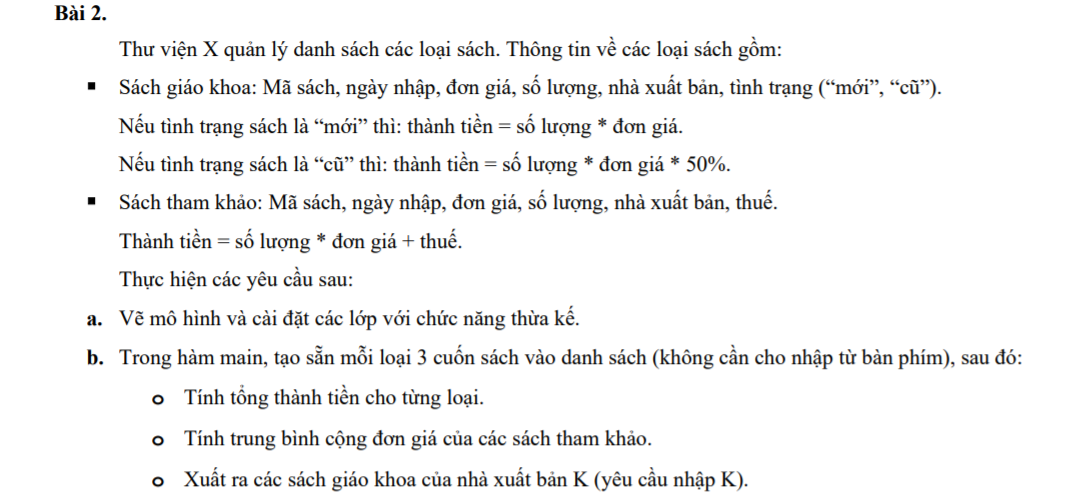 Bài 2.
Thư viện X quản lý danh sách các loại sách. Thông tin về các loại sách gồm:
▪ Sách giáo khoa: Mã sách, ngày nhập, đơn giá, số lượng, nhà xuất bản, tình trạng (“mới”, “cũ”).
Nếu tình trạng sách là “mới” thì: thành tiền = số lượng * đơn giá.
Nếu tình trạng sách là “cũ” thì: thành tiền = số lượng * đơn giá * 50%.
▪ Sách tham khảo: Mã sách, ngày nhập, đơn giá, số lượng, nhà xuất bản, thuế.
Thành tiền = số lượng * đơn giá + thuế.
Thực hiện các yêu cầu sau:
a. Vẽ mô hình và cài đặt các lớp với chức năng thừa kế.
b. Trong hàm main, tạo sẵn mỗi loại 3 cuốn sách vào danh sách (không cần cho nhập từ bàn phím), sau đó:
o Tính tổng thành tiền cho từng loại.
o Tính trung bình cộng đơn giá của các sách tham khảo.
o Xuất ra các sách giáo khoa của nhà xuất bản K (yêu cầu nhập K).